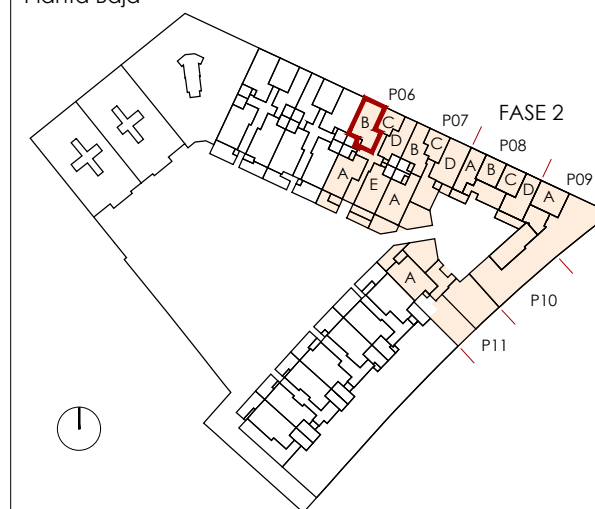 Planta Baja
P06
FASE 2
P07
P08
P09
B C
D B C
D A B C D A
A E A
A
P10
P11